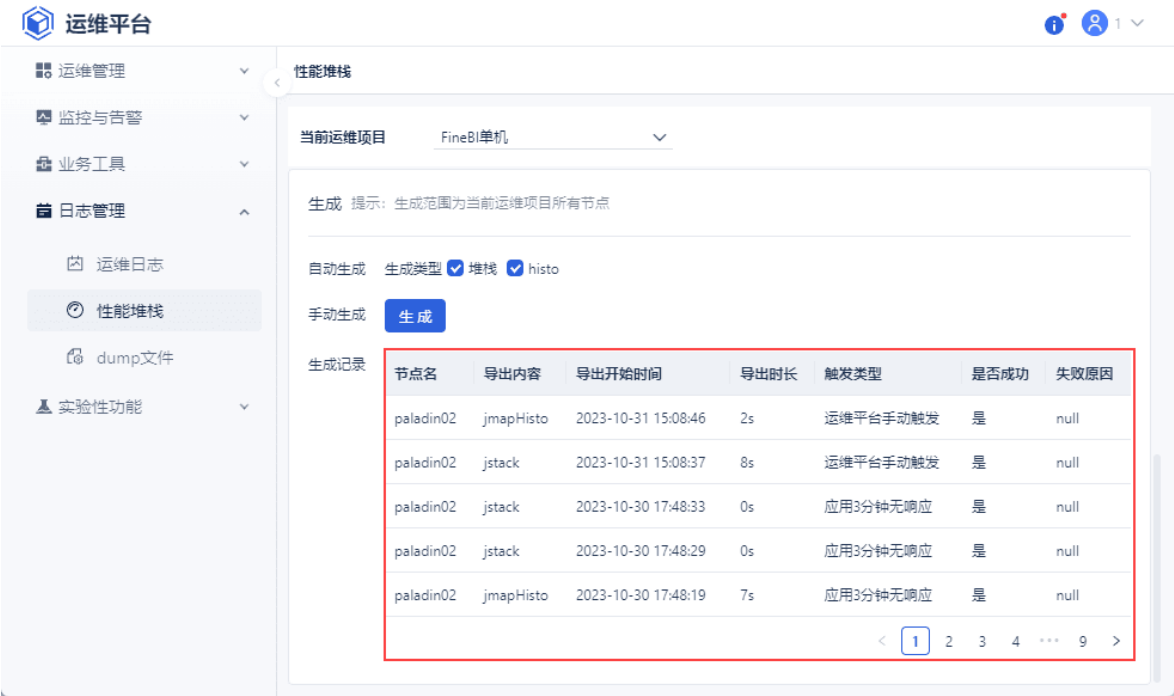 运维平台
1
运维管理
性能堆栈
监控与告警
当前运维项目 FineBI单机
业务工具
日志管理
生成 提示：生成范围为当前运维项目所有节点
运维日志
自动生成 生成类型 堆栈 histo
性能堆栈
手动生成 生成
dump文件
生成记录
实验性功能
节点名 导出内容 导出开始时间 导出时长 触发类型 是否成功 失败原因
paladin02 jmapHisto 2023-10-31 15:08:46 2s 运维平台手动触发 是 null
paladin02 jstack 2023-10-31 15:08:37 8s 运维平台手动触发 是 null
paladin02 jstack 2023-10-30 17:48:33 0s 应用3分钟无响应 是 null
paladin02 jstack 2023-10-30 17:48:29 0s 应用3分钟无响应 是 null
paladin02 jmapHisto 2023-10-30 17:48:19 7s 应用3分钟无响应 是 null
< 1 2 3 4 ··· 9 >